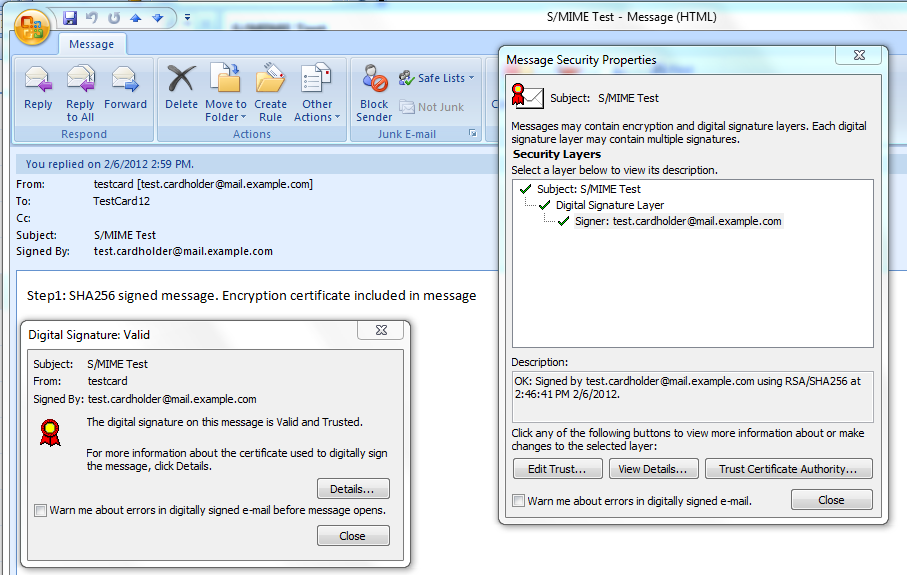 S/MIME Test - Message (HTML)
Message
Reply
Reply to All
Forward
Respond
Delete
Move to Folder
Create Rule
Other Actions
Actions
Block Sender
Safe Lists
Not Junk
Junk E-mail
You replied on 2/6/2012 2:59 PM.
From: testcard [test.cardholder@mail.example.com]
To: TestCard12
Cc:
Subject: S/MIME Test
Signed By: test.cardholder@mail.example.com
Step1: SHA256 signed message. Encryption certificate included in message
Digital Signature: Valid
Subject: S/MIME Test
From: testcard
Signed By: test.cardholder@mail.example.com
The digital signature on this message is Valid and Trusted.
For more information about the certificate used to digitally sign
the message, click Details.
Details...
Warn me about errors in digitally signed e-mail before message opens.
Close
Message Security Properties
Subject: S/MIME Test
Messages may contain encryption and digital signature layers. Each digital
signature layer may contain multiple signatures.
Security Layers
Select a layer below to view its description.
Subject: S/MIME Test
Digital Signature Layer
Signer: test.cardholder@mail.example.com
Description:
OK: Signed by test.cardholder@mail.example.com using RSA/SHA256 at
2:46:41 PM 2/6/2012.
Click any of the following buttons to view more information about or make
changes to the selected layer:
Edit Trust...
View Details...
Trust Certificate Authority...
Warn me about errors in digitally signed e-mail.
Close